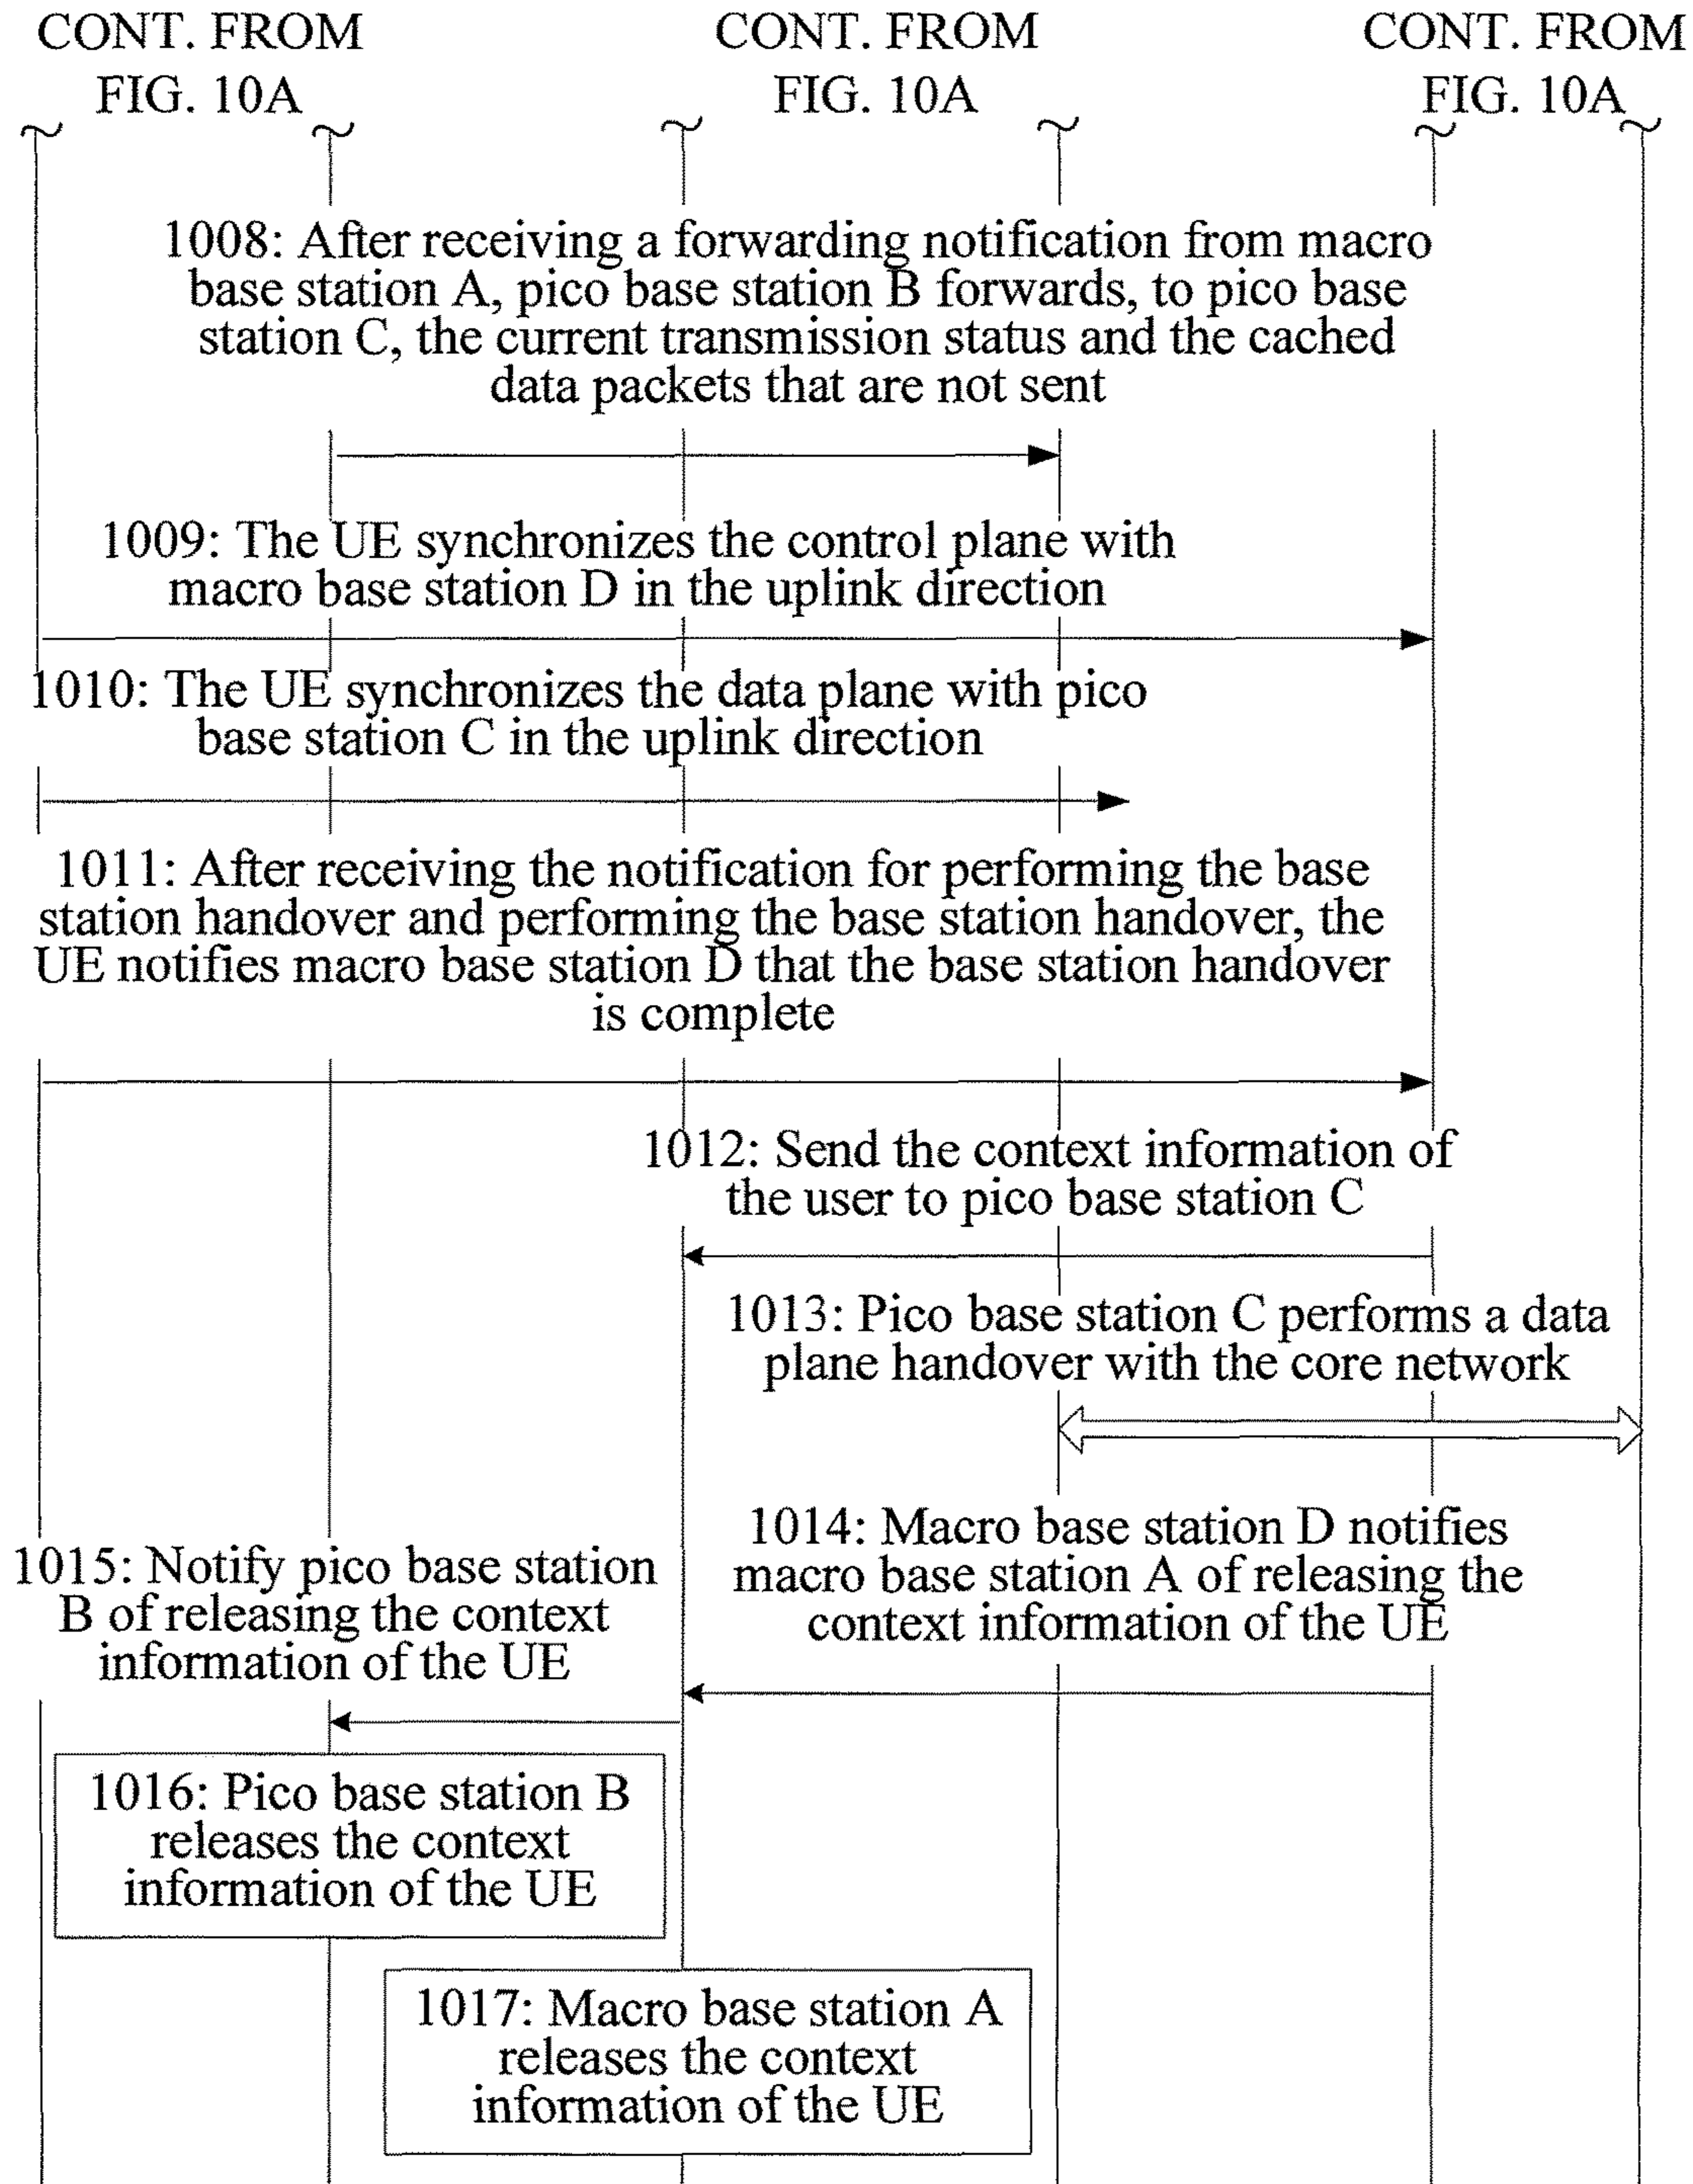 CONT. FROM
FIG. 10A
CONT. FROM
FIG. 10A
CONT. FROM
FIG. 10A
1008: After receiving a forwarding notification from macro
base station A, pico base station B forwards, to pico base
station C, the current transmission status and the cached
data packets that are not sent
1009: The UE synchronizes the control plane with
macro base station D in the uplink direction
1010: The UE synchronizes the data plane with pico
base station C in the uplink direction
1011: After receiving the notification for performing the base
station handover and performing the base station handover, the
UE notifies macro base station D that the base station handover
is complete
1012: Send the context information of
the user to pico base station C
1013: Pico base station C performs a data
plane handover with the core network
1014: Macro base station D notifies
macro base station A of releasing the
context information of the UE
1015: Notify pico base station
B of releasing the context
information of the UE
1016: Pico base station B
releases the context
information of the UE
1017: Macro base station A
releases the context
information of the UE